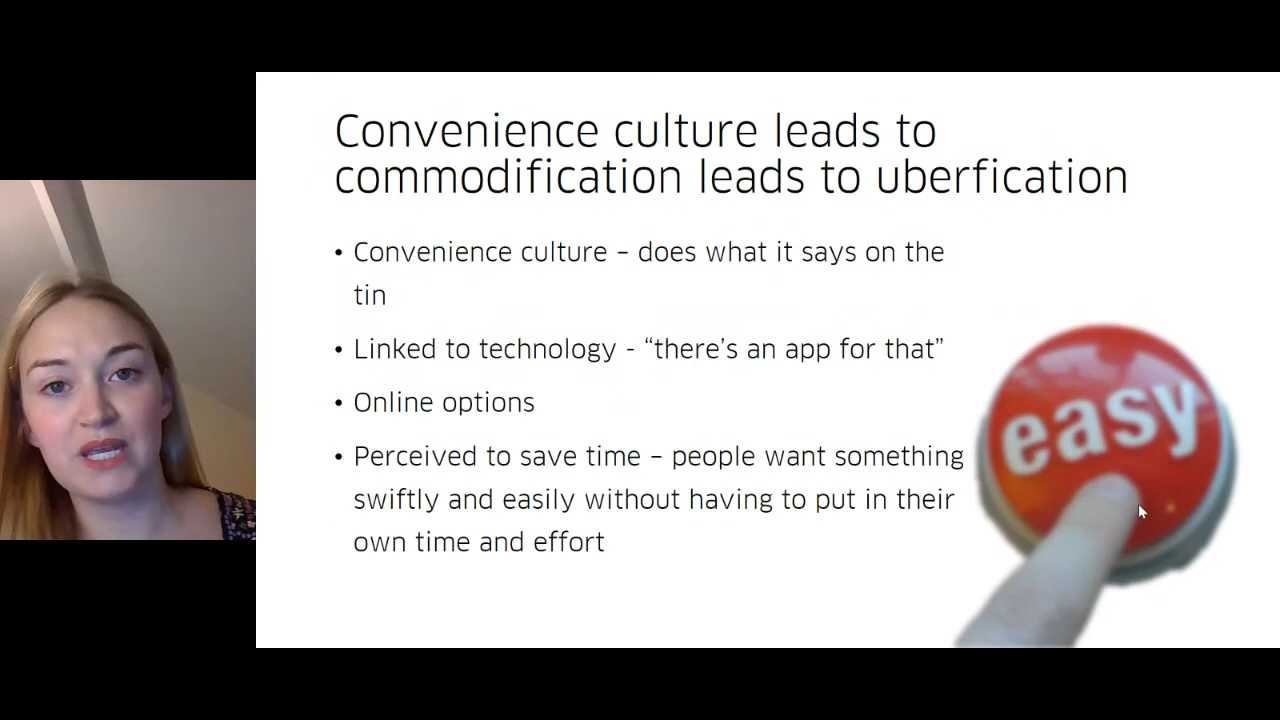 Convenience culture leads to
commodification leads to uberfication
• Convenience culture – does what it says on the
tin
• Linked to technology - “there’s an app for that”
• Online options
• Perceived to save time – people want something
swiftly and easily without having to put in their
own time and effort
easy